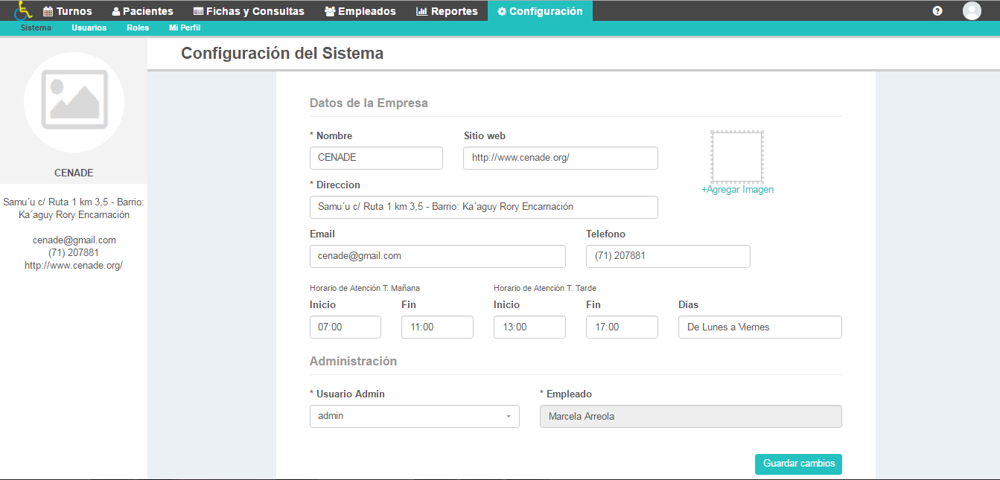 Turnos Pacientes Fichas y Consultas Empleados Reportes Configuración
Sistema Usuarios Roles Mi Perfil
Configuración del Sistema
CENADE
Samu´u c/ Ruta 1 km 3,5 - Barrio:
Ka´aguy Rory Encarnación
cenade@gmail.com
(71) 207881
http://www.cenade.org/
Datos de la Empresa
* Nombre Sitio web
CENADE http://www.cenade.org/
+Agregar Imagen
* Direccion
Samu´u c/ Ruta 1 km 3,5 - Barrio: Ka´aguy Rory Encarnación
Email Telefono
cenade@gmail.com (71) 207881
Horario de Atención T. Mañana Horario de Atención T. Tarde
Inicio Fin Inicio Fin Días
07:00 11:00 13:00 17:00 De Lunes a Viernes
Administración
* Usuario Admin * Empleado
admin Marcela Arreola
Guardar cambios